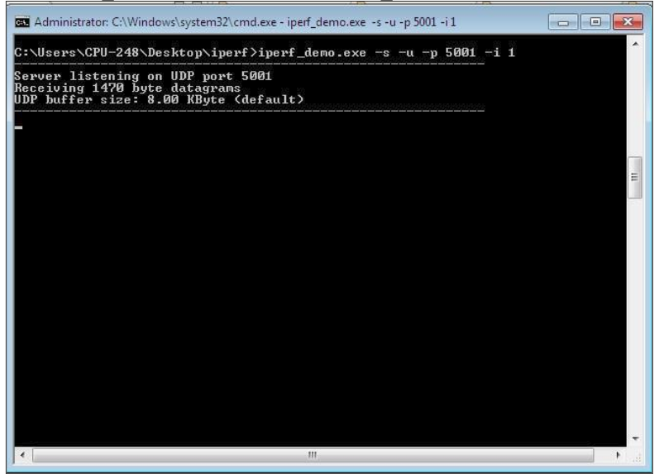 Administrator: C:\Windows\system32\cmd.exe - iperf_demo.exe -s -u -p 5001 -i 1
C:\Users\CPU-248\Desktop\iperf>iperf_demo.exe -s -u -p 5001 -i 1
------------------------------------------------------------
Server listening on UDP port 5001
Receiving 1470 byte datagrams
UDP buffer size: 8.00 KByte (default)
------------------------------------------------------------